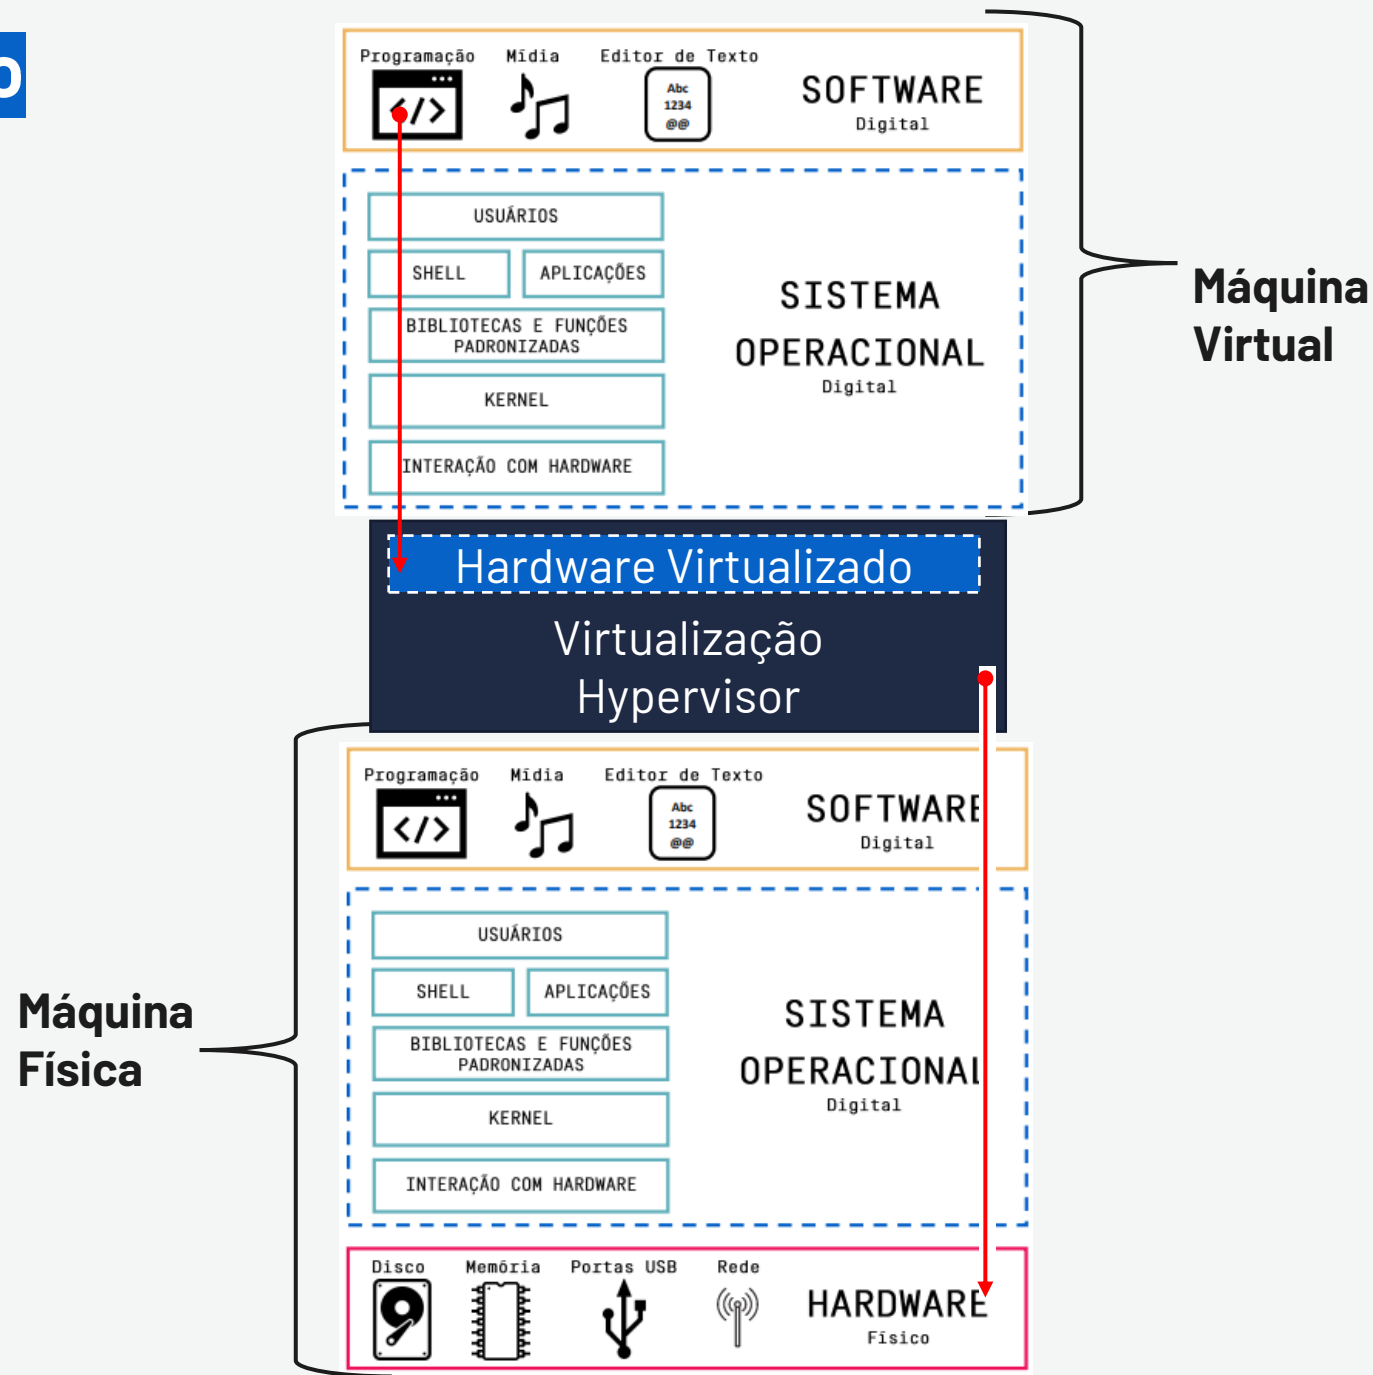 o
Programação Mídia Editor de Texto
</>
Abc
1234
@@
SOFTWARE
Digital
USUÁRIOS
SHELL APLICAÇÕES
BIBLIOTECAS E FUNÇÕES
PADRONIZADAS
KERNEL
INTERAÇÃO COM HARDWARE
SISTEMA
OPERACIONAL
Digital
Máquina
Virtual
Hardware Virtualizado
Virtualização
Hypervisor
Programação Mídia Editor de Texto
</>
Abc
1234
@@
SOFTWARE
Digital
USUÁRIOS
SHELL APLICAÇÕES
BIBLIOTECAS E FUNÇÕES
PADRONIZADAS
KERNEL
INTERAÇÃO COM HARDWARE
SISTEMA
OPERACIONAL
Digital
Máquina
Física
Disco Memória Portas USB Rede
HARDWARE
Físico